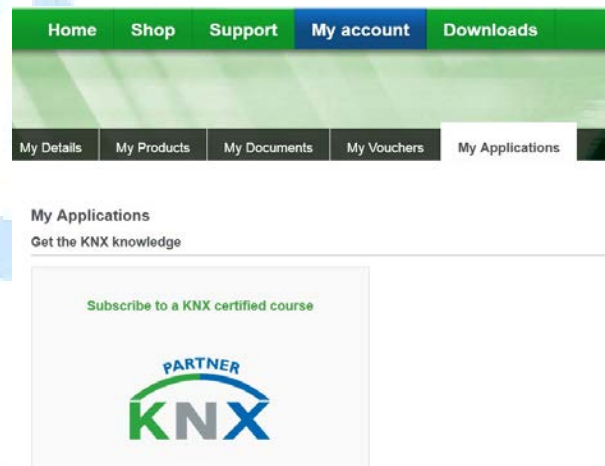 Home Shop Support My account Downloads
My Details My Products My Documents My Vouchers My Applications
My Applications
Get the KNX knowledge
Subscribe to a KNX certified course
PARTNER
KNX